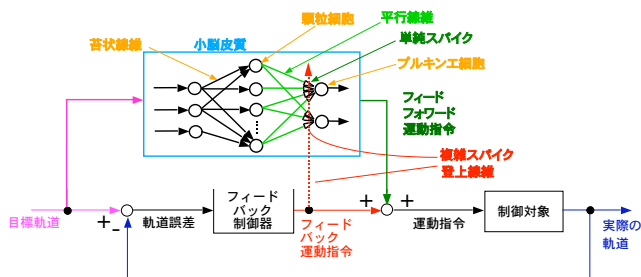 顆粒細胞
平行線維
小脳皮質
単純スパイク
苔状線維
プルキンエ細胞
フィード
フォワード
運動指令
複雑スパイク
登上線維
フィード
バック
制御器
+
+
制御対象
目標軌道
+
-
軌道誤差
フィード
バック
運動指令
運動指令
実際の
軌道